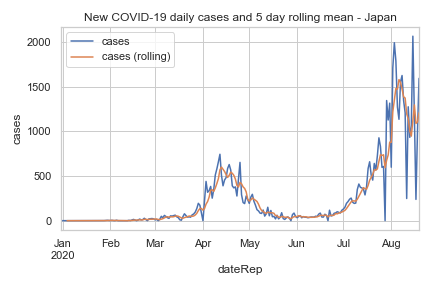 New COVID-19 daily cases and 5 day rolling mean - Japan
cases
cases (rolling)
2000
1500
1000
500
0
cases
Jan Feb Mar Apr May Jun Jul Aug
2020
dateRep